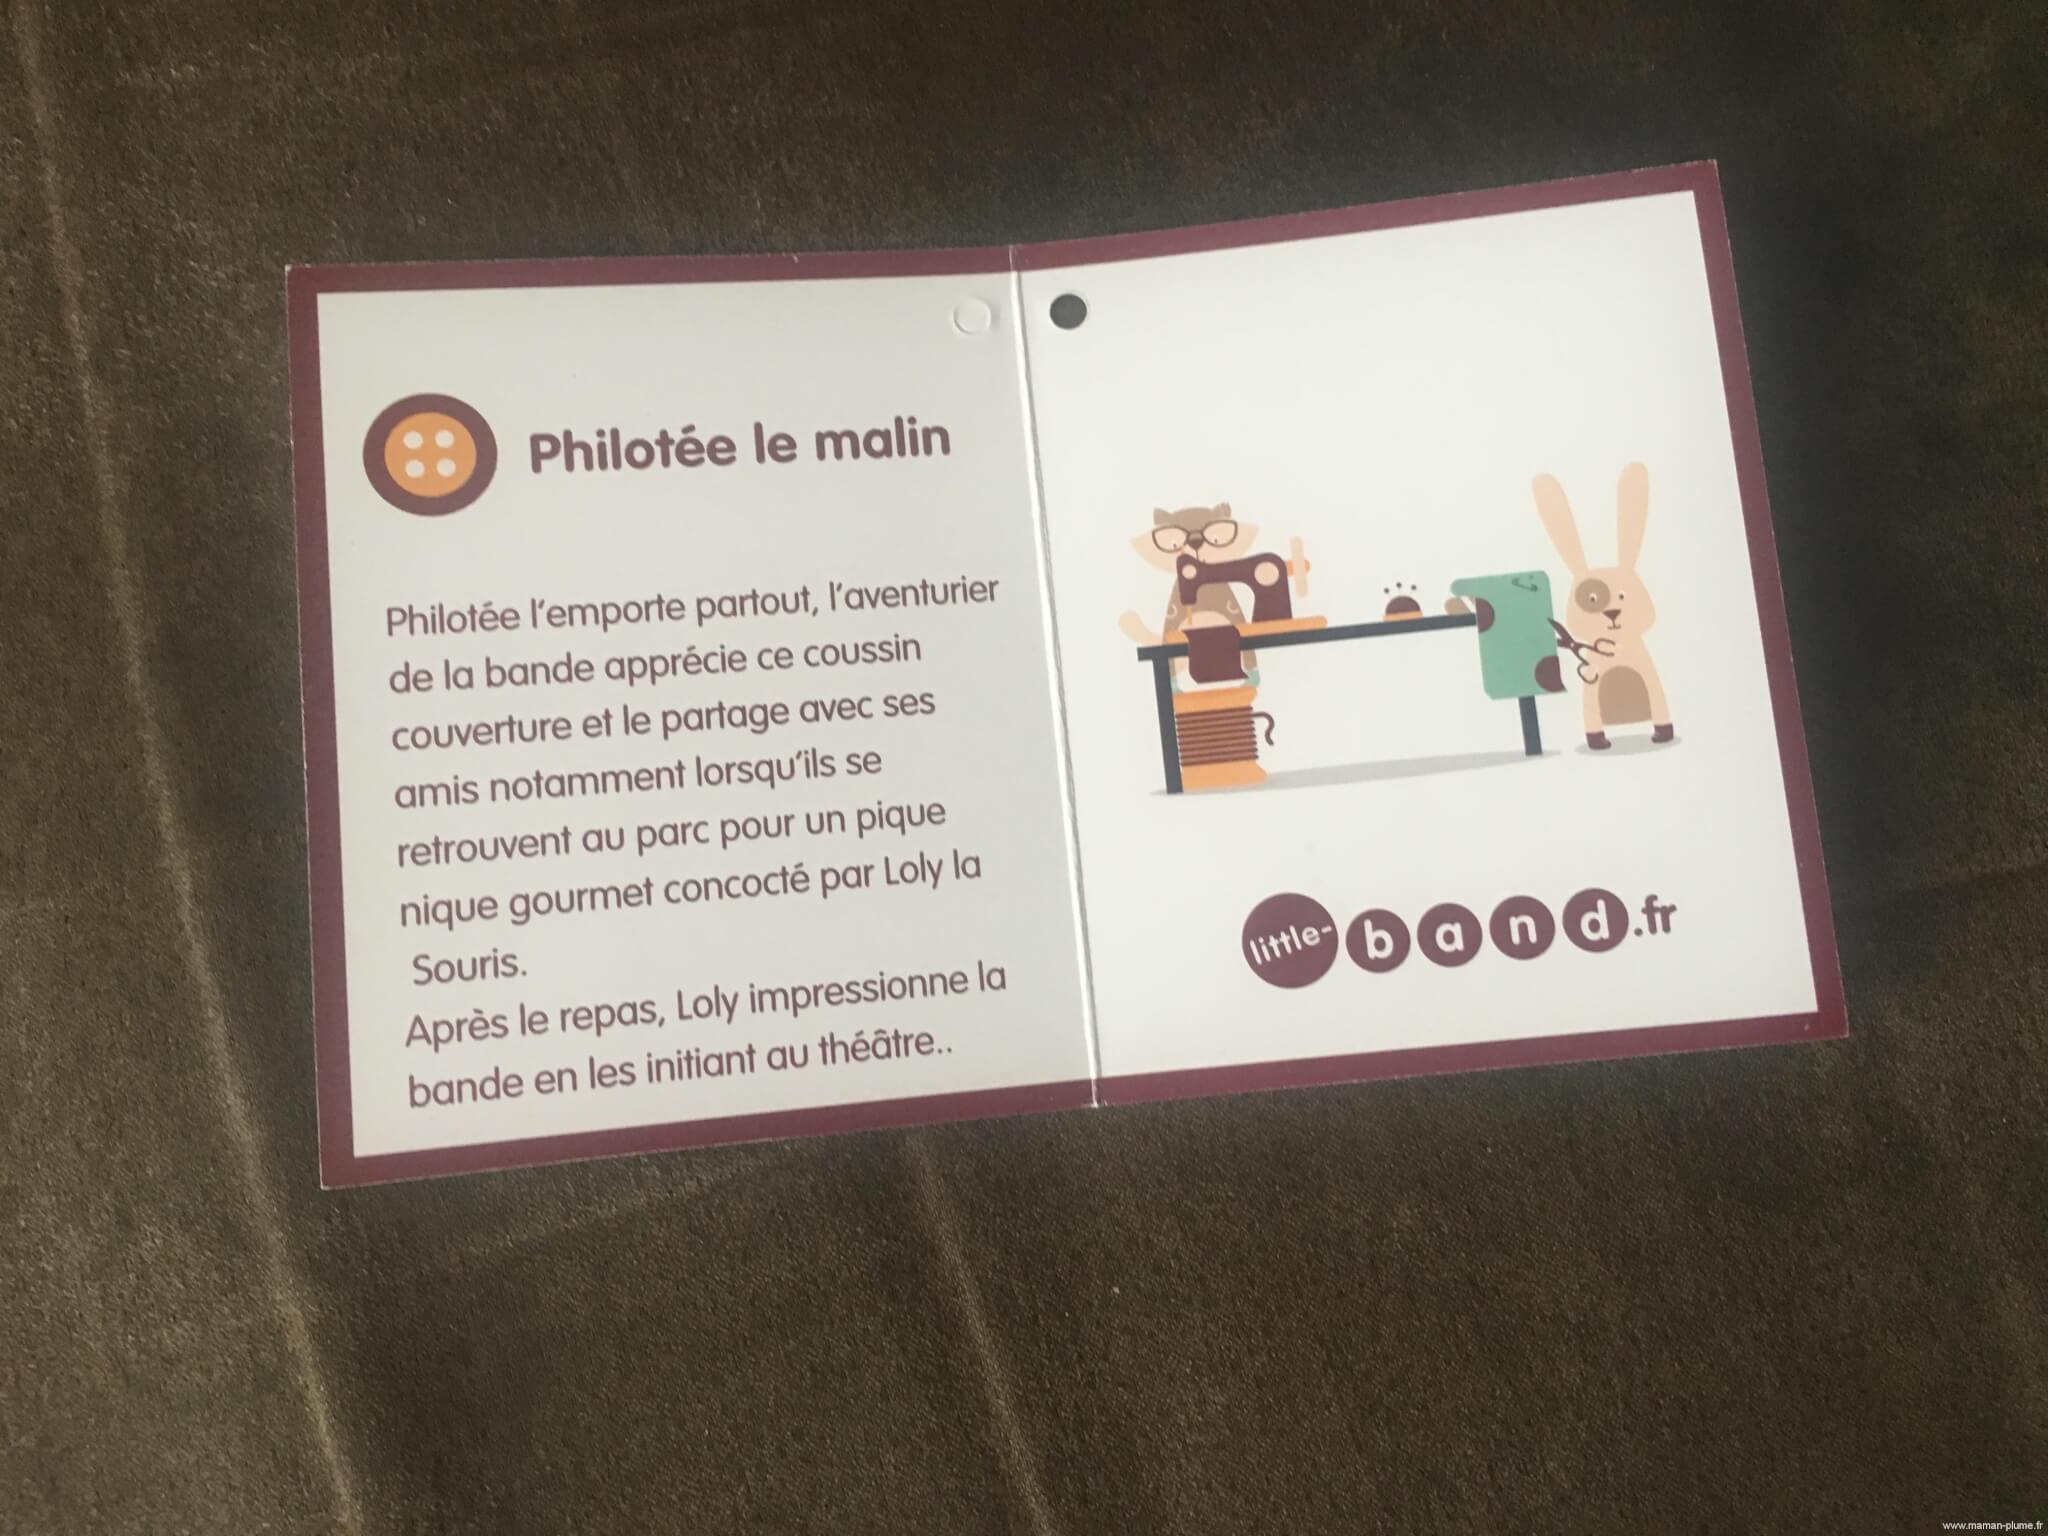 Philotée le malin
Philotée l'emporte partout, l'aventurier
de la bande apprécie ce coussin
couverture et le partage avec ses
amis notamment lorsqu'ils se
retrouvent au parc pour un pique
nique gourmet concocté par Loly la
Souris.
Après le repas, Loly impressionne la
bande en les initiant au théâtre..
little-band.fr
www.maman-plume.fr